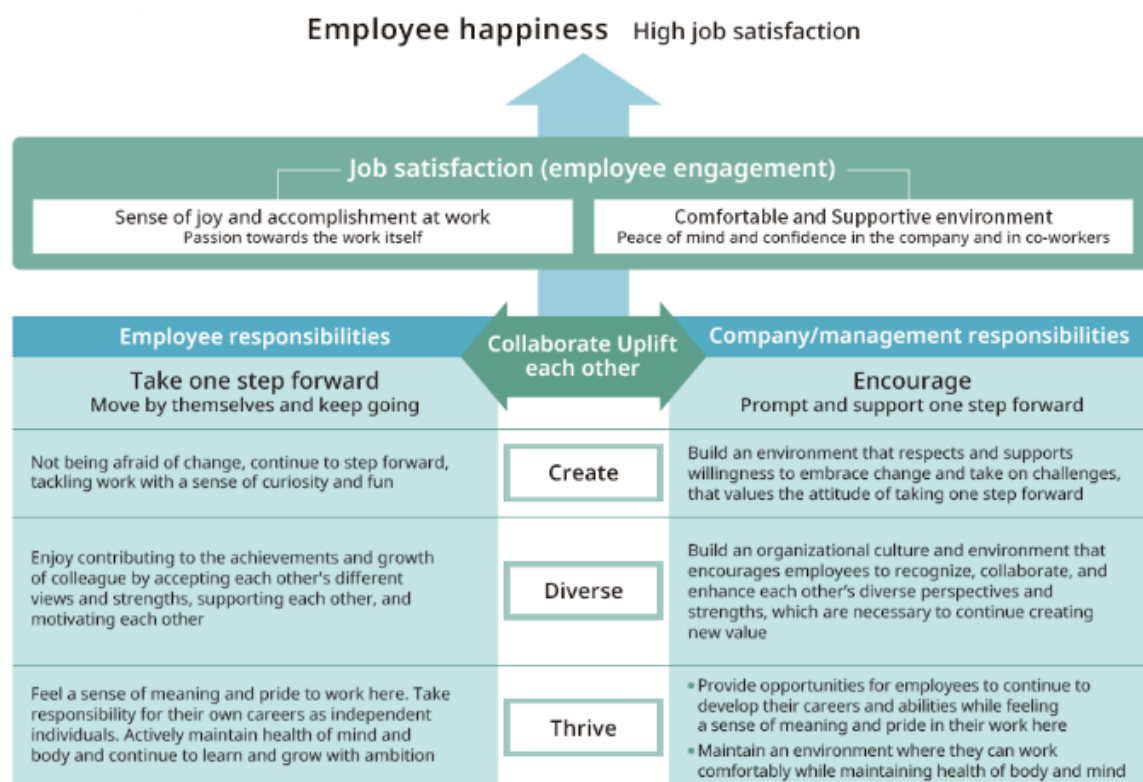 Employee happiness High job satisfaction
Job satisfaction (employee engagement)
Sense of joy and accomplishment at work
Passion towards the work itself
Comfortable and Supportive environment
Peace of mind and confidence in the company and in co-workers
Employee responsibilities
Collaborate Uplift
each other
Company/management responsibilities
Take one step forward
Move by themselves and keep going
Encourage
Prompt and support one step forward
Not being afraid of change, continue to step forward,
tackling work with a sense of curiosity and fun
Create
Build an environment that respects and supports
willingness to embrace change and take on challenges,
that values the attitude of taking one step forward
Enjoy contributing to the achievements and growth
of colleague by accepting each other's different
views and strengths, supporting each other, and
motivating each other
Diverse
Build an organizational culture and environment that
encourages employees to recognize, collaborate, and
enhance each other's diverse perspectives and
strengths, which are necessary to continue creating
new value
Feel a sense of meaning and pride to work here. Take
responsibility for their own careers as independent
individuals. Actively maintain health of mind and
body and continue to learn and grow with ambition
Thrive
• Provide opportunities for employees to continue to
develop their careers and abilities while feeling
a sense of meaning and pride in their work here
• Maintain an environment where they can work
comfortably while maintaining health of body and mind